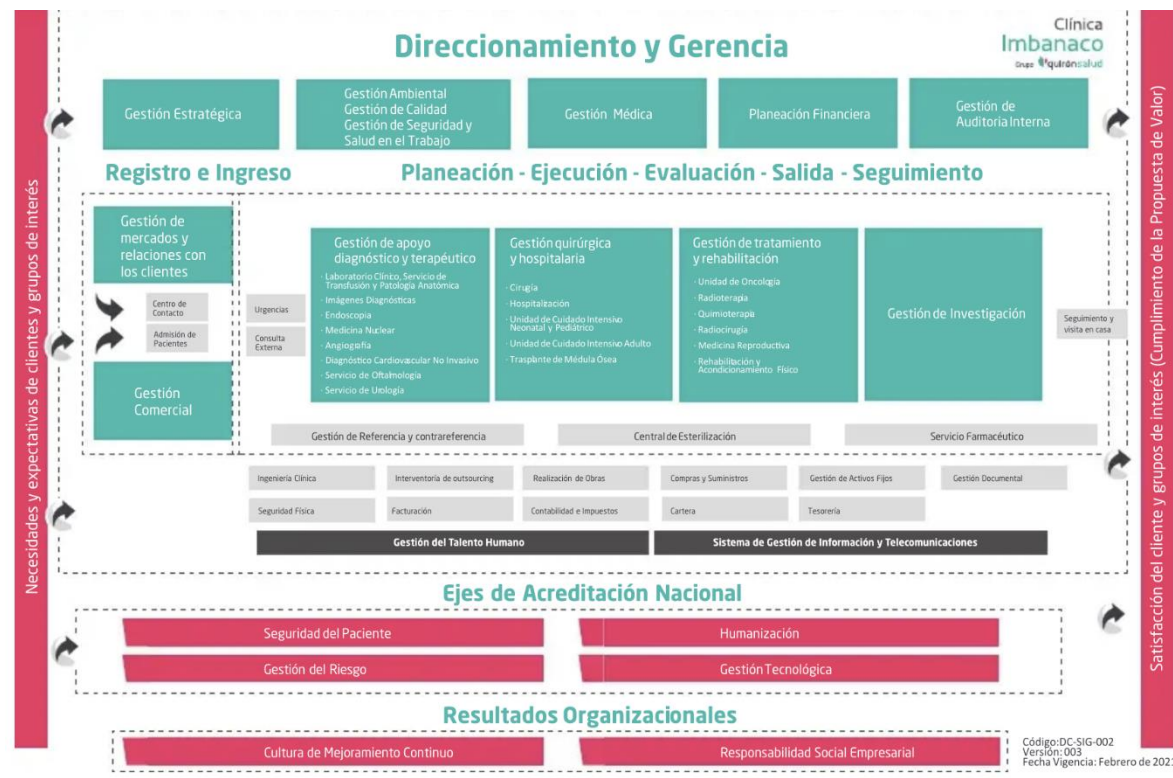 Clínica
Imbanaco
Grupo quirónsalud
Direccionamiento y Gerencia
Gestión Estratégica
Gestión Ambiental
Gestión de Calidad
Gestión de Seguridad y
Salud en el Trabajo
Gestión Médica
Planeación Financiera
Gestión de
Auditoria Interna
Registro e Ingreso
Planeación - Ejecución - Evaluación - Salida - Seguimiento
Necesidades y expectativas de clientes y grupos de interés
Gestión de
mercados y
relaciones con
los clientes
Centro de
Contacto
Admisión de
Pacientes
Gestión
Comercial
Urgencias
Consulta
Externa
Gestión de apoyo
diagnóstico y terapéutico
· Laboratorio Clínico, Servicio de
Transfusión y Patología Anatómica
· Imágenes Diagnósticas
· Endoscopia
· Medicina Nuclear
· Angiografía
· Diagnóstico Cardiovascular No Invasivo
· Servicio de Oftalmología
· Servicio de Urología
Gestión quirúrgica
y hospitalaria
· Cirugía
· Hospitalización
· Unidad de Cuidado Intensivo
Neonatal y Pediátrico
· Unidad de Cuidado Intensivo Adulto
· Trasplante de Médula Ósea
Gestión de tratamiento
y rehabilitación
· Unidad de Oncología
· Radioterapia
· Quimioterapia
· Radiocirugía
· Medicina Reproductiva
· Rehabilitación y
Acondicionamiento Físico
Gestión de Investigación
Seguimiento y
visita en casa
Gestión de Referencia y contrareferencia
Central de Esterilización
Servicio Farmacéutico
Ingeniería Clínica
Interventoría de outsourcing
Realización de Obras
Compras y Suministros
Gestión de Activos Fijos
Gestión Documental
Seguridad Física
Facturación
Contabilidad e Impuestos
Cartera
Tesorería
Gestión del Talento Humano
Sistema de Gestión de Información y Telecomunicaciones
Satisfacción del cliente y grupos de interés (Cumplimiento de la Propuesta de Valor)
Ejes de Acreditación Nacional
Seguridad del Paciente
Humanización
Gestión del Riesgo
Gestión Tecnológica
Resultados Organizacionales
Cultura de Mejoramiento Continuo
Responsabilidad Social Empresarial
Código:DC-SIG-002
Versión: 003
Fecha Vigencia: Febrero de 202